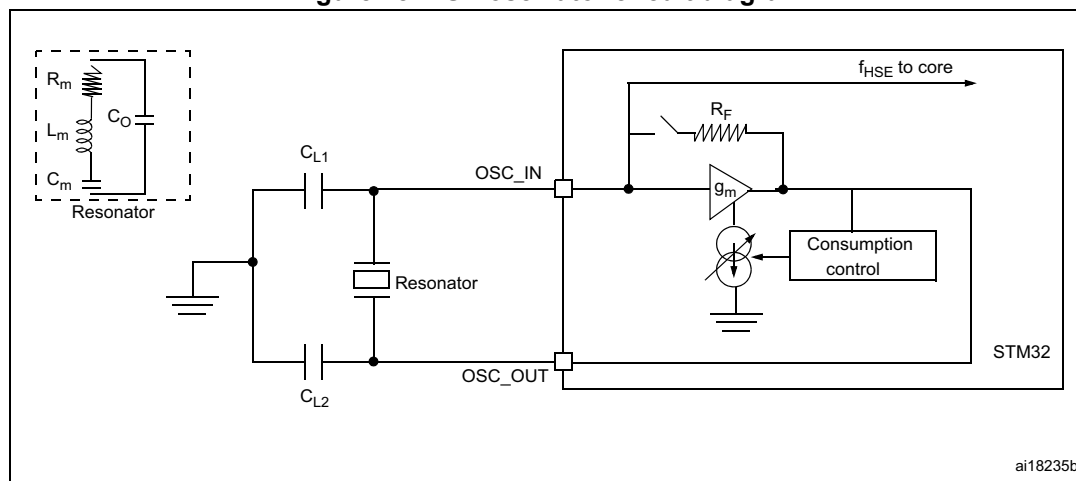 R_m
L_m
C_m
C_O
Resonator
C_L1
C_L2
Resonator
OSC_IN
OSC_OUT
f_HSE to core
R_F
g_m
Consumption
control
STM32
ai18235b